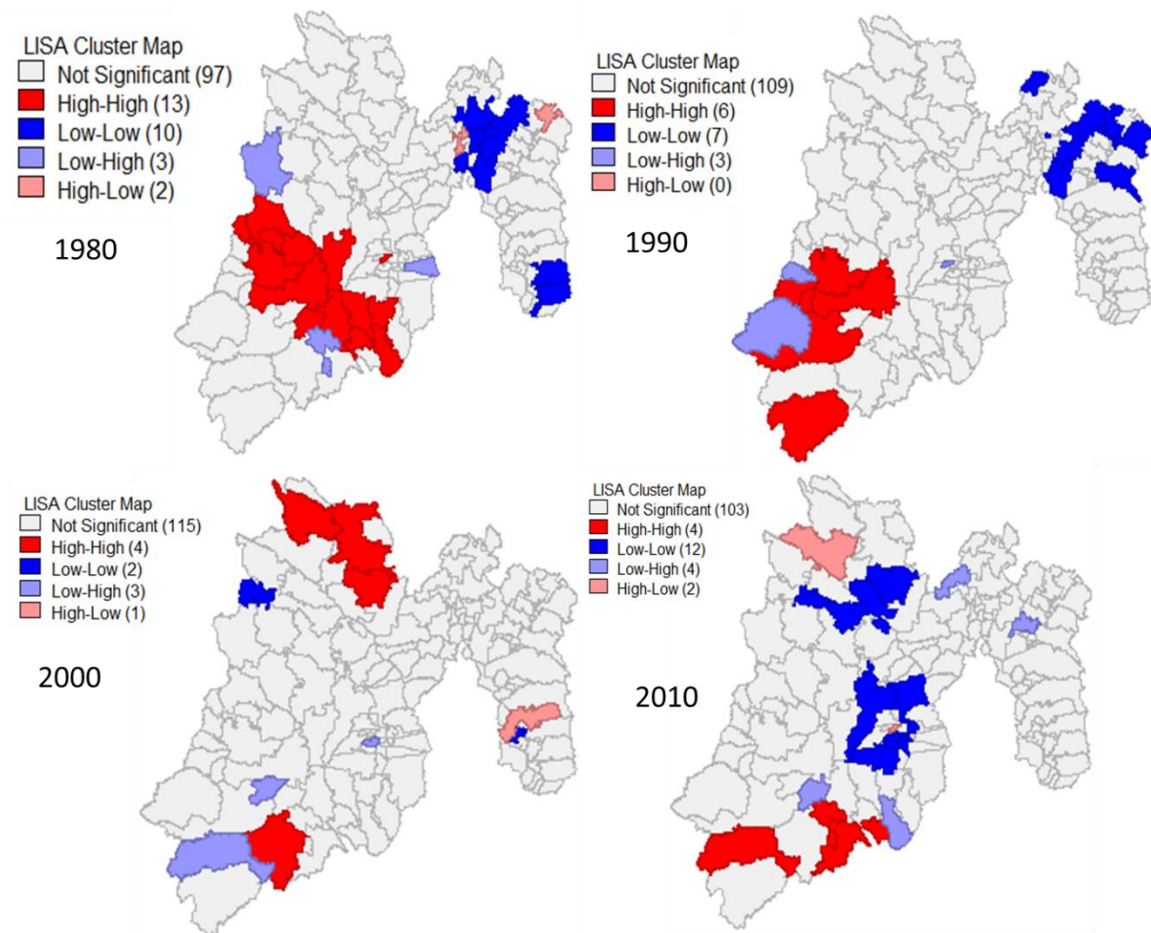 LISA Cluster Map
Not Significant (97)
High-High (13)
Low-Low (10)
Low-High (3)
High-Low (2)
1980
LISA Cluster Map
Not Significant (109)
High-High (6)
Low-Low (7)
Low-High (3)
High-Low (0)
1990
LISA Cluster Map
Not Significant (115)
High-High (4)
Low-Low (2)
Low-High (3)
High-Low (1)
2000
LISA Cluster Map
Not Significant (103)
High-High (4)
Low-Low (12)
Low-High (4)
High-Low (2)
2010